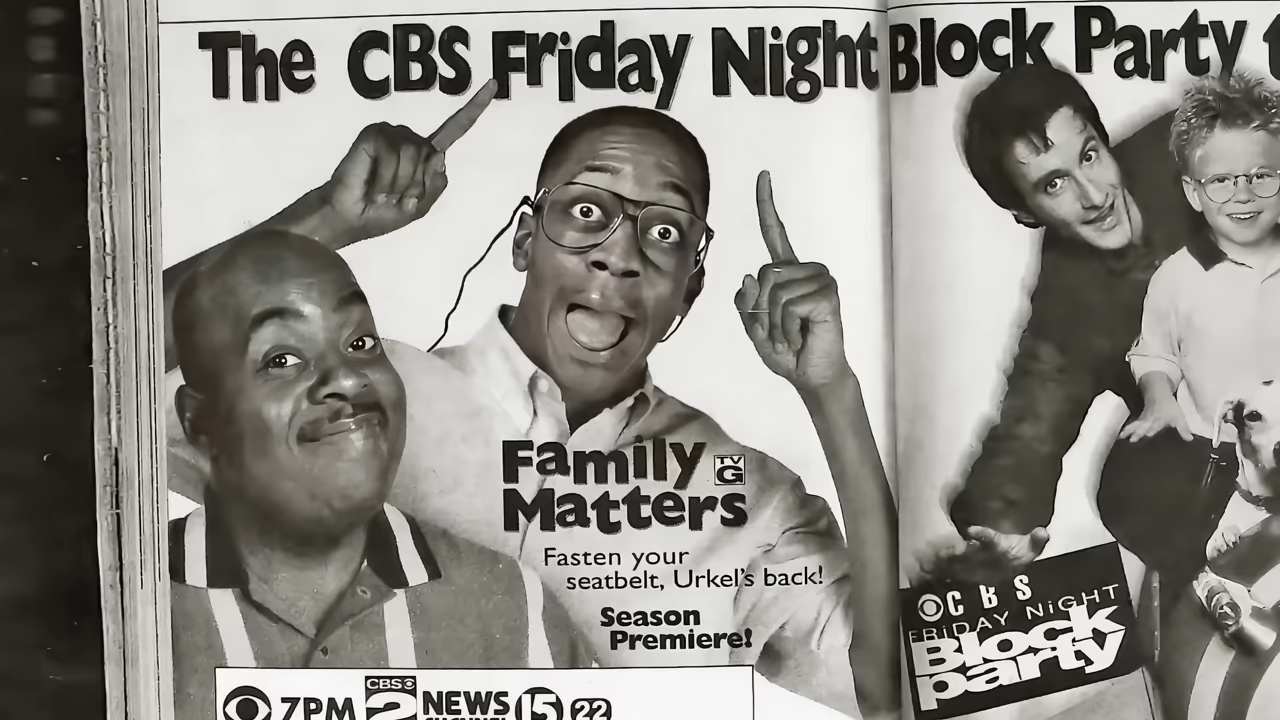 The CBS Friday Night Block Party
Family
TV
G
Matters
Fasten your
seatbelt, Urkel's back!
Season
Premiere!
CBS
7PM 2 NEWS 15 22
CHANNEL
CBS
FRiDAY NiGHT
Block
party